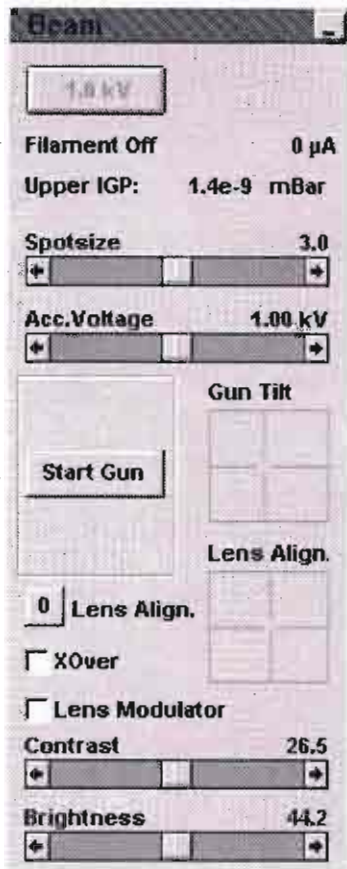 Beam
1.0 kV
Filament Off 0 µA
Upper IGP: 1.4e-9 mBar
Spotsize 3.0
Acc.Voltage 1.00 kV
Gun Tilt
Start Gun
Lens Align.
0 Lens Align.
XOver
Lens Modulator
Contrast 26.5
Brightness 44.2